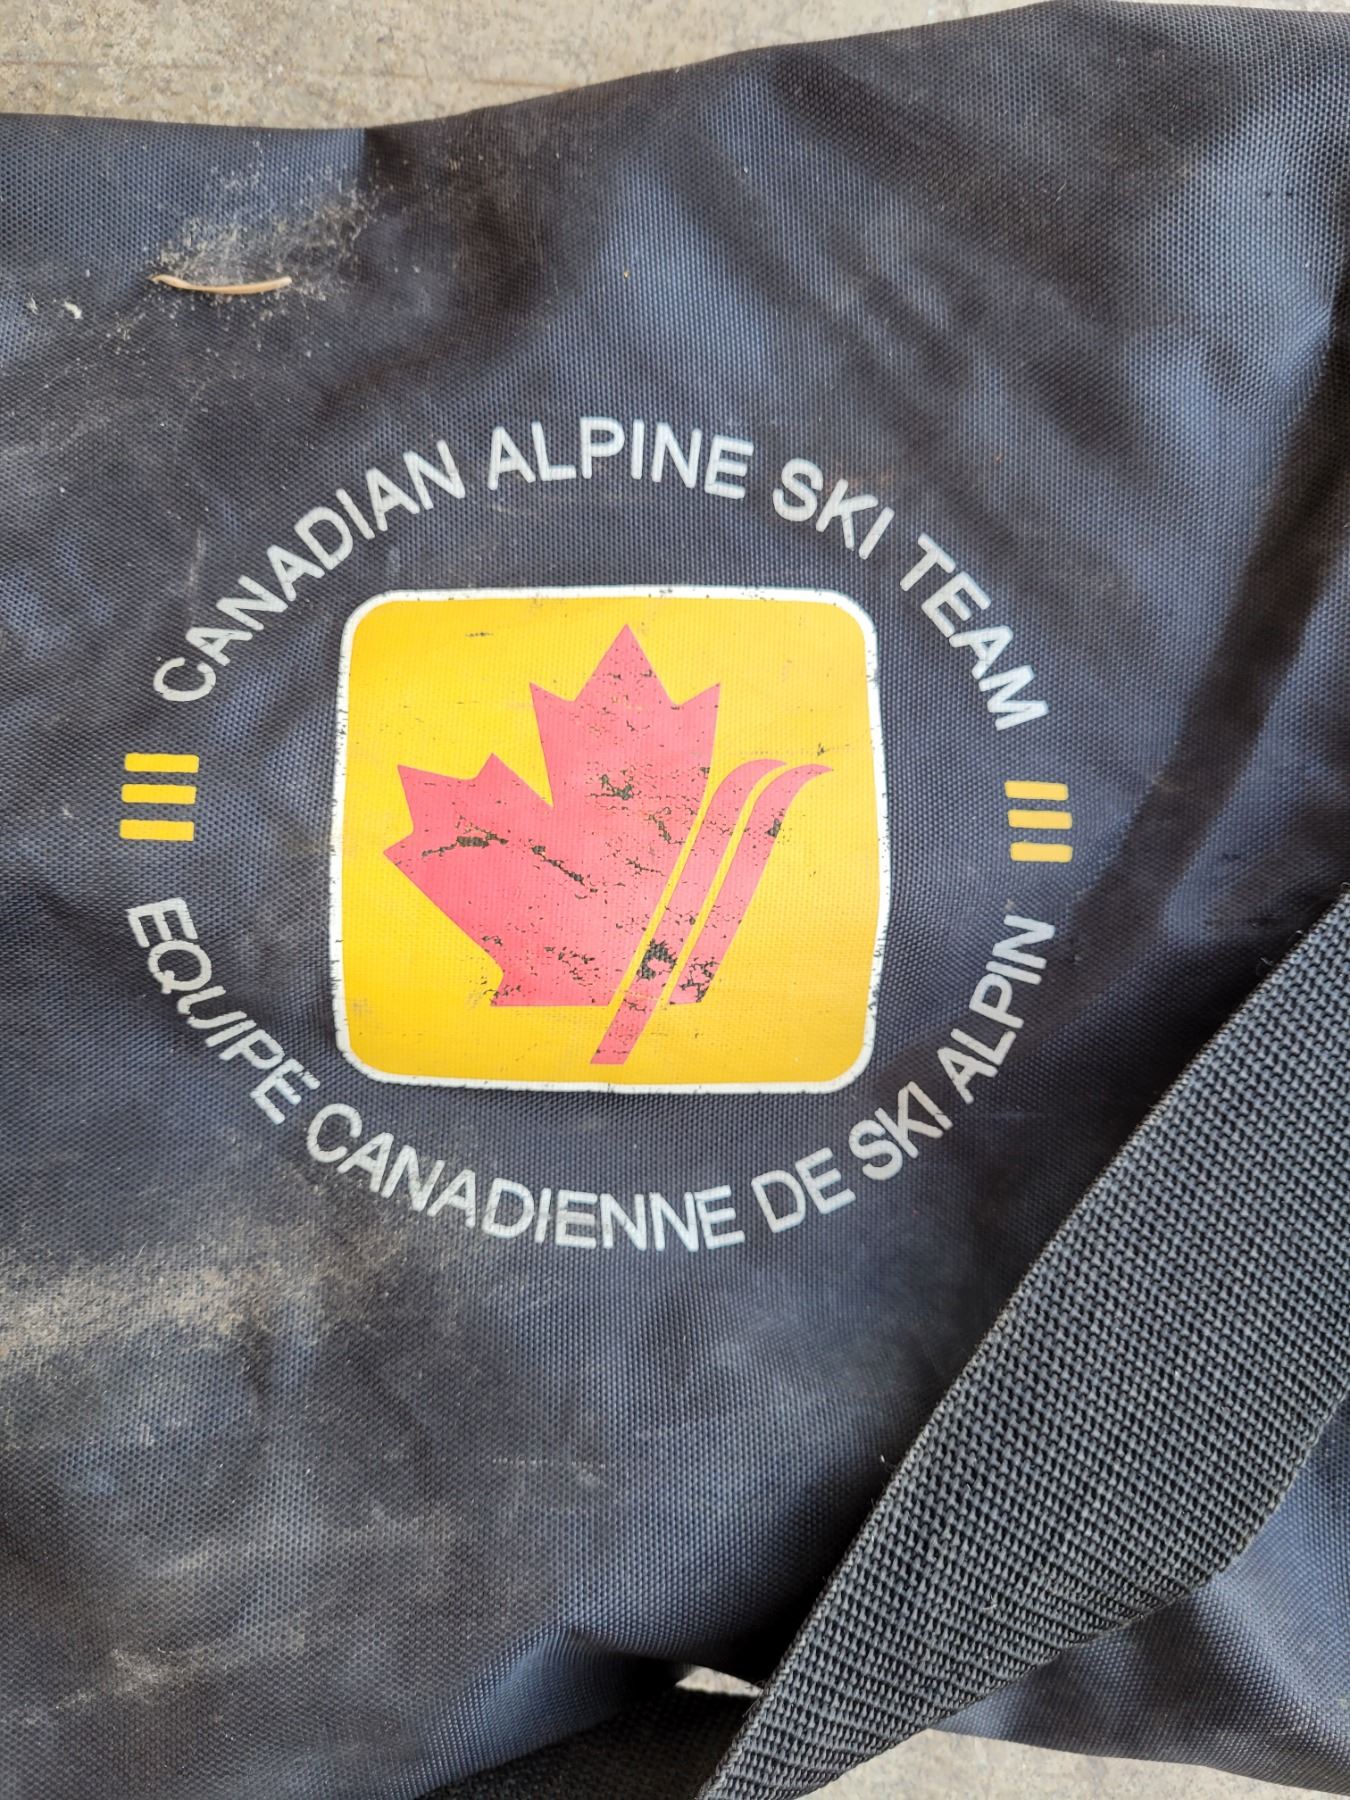 CANADIAN ALPINE SKI TEAM
EQUIPE CANADIENNE DE SKI ALPIN